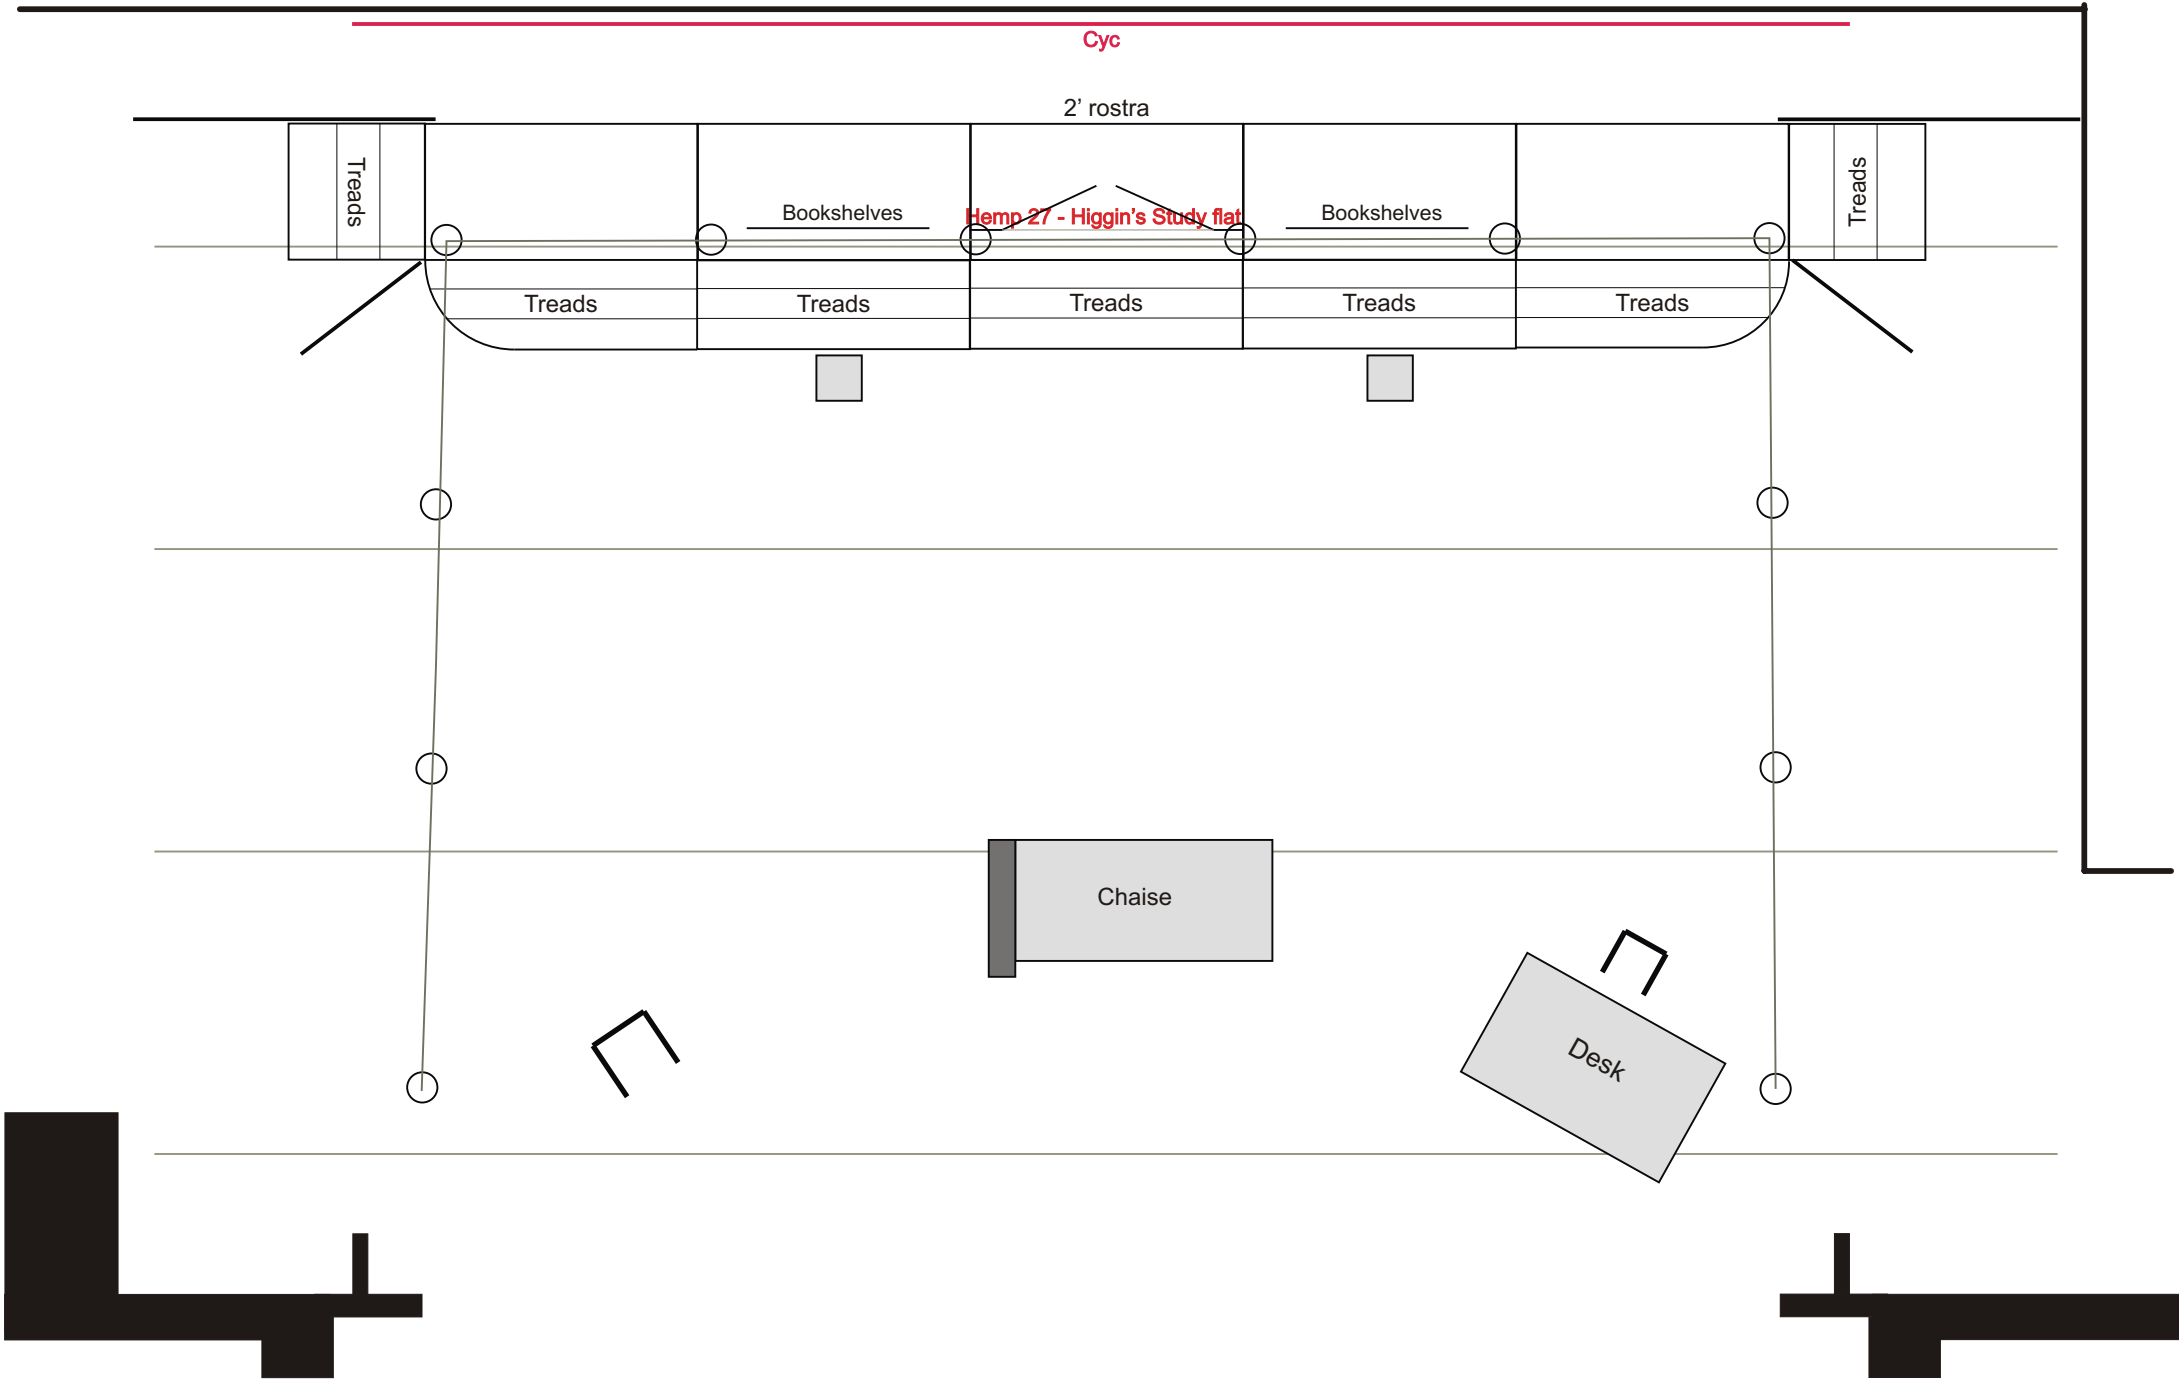 Cyc
2’ rostra
Treads
Bookshelves
Hemp 27 - Higgin’s Study flat
Bookshelves
Treads
Treads
Treads
Treads
Treads
Treads
Chaise
Desk